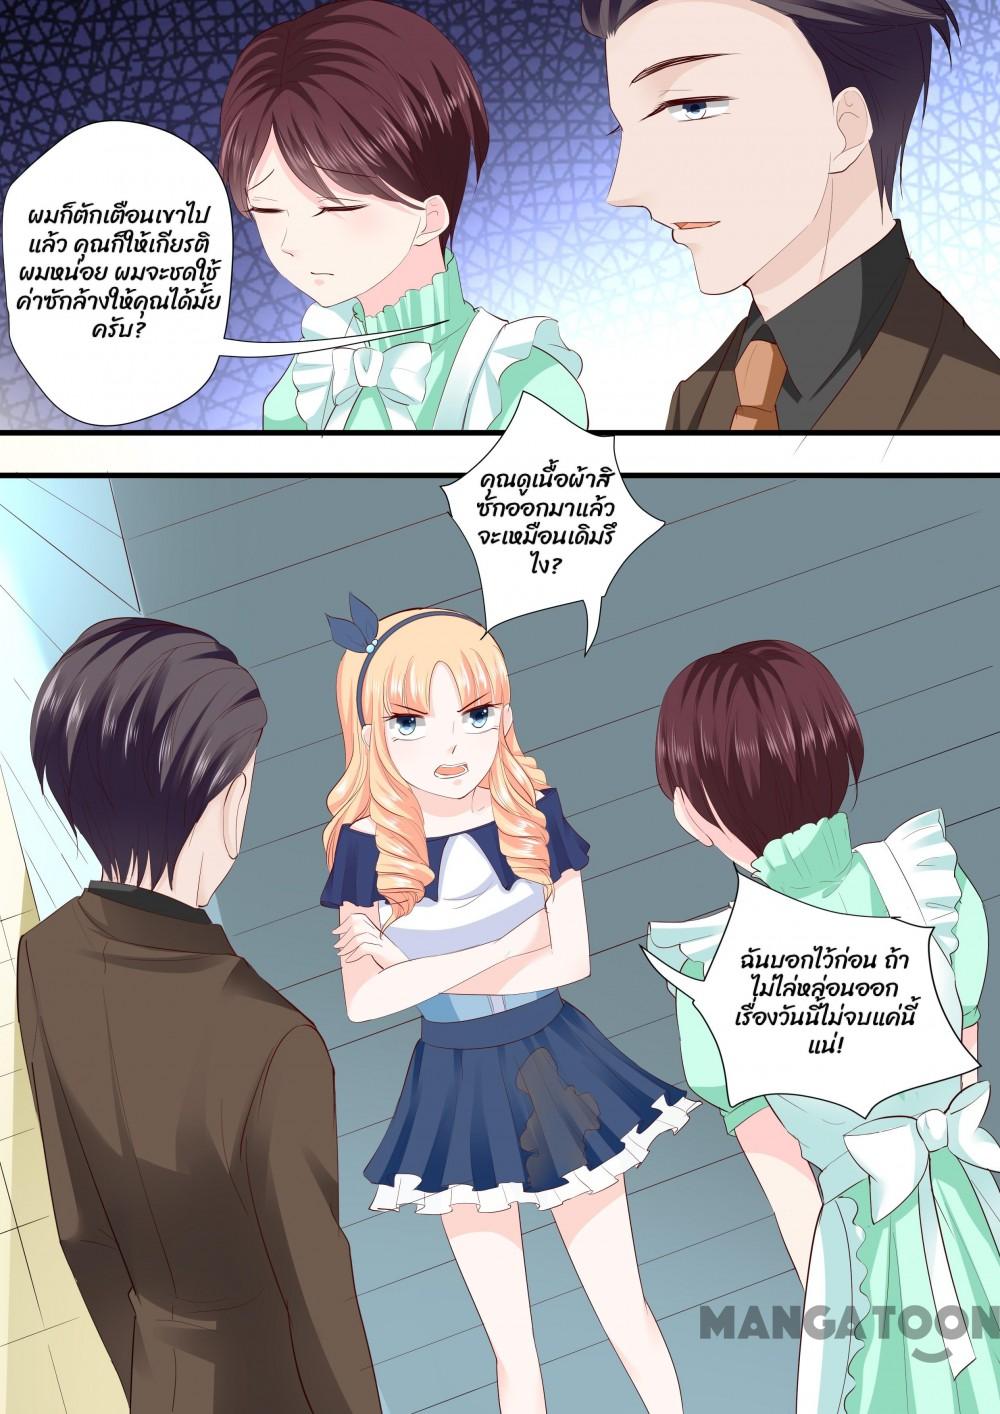 ผมก็ตักเตือนเขาไป
แล้ว คุณก็ให้เกียรติ
ผมหน่อย ผมจะชดใช้
ค่าซักล้างให้คุณได้มั้ย
ครับ?
คุณดูเนื้อผ้าสิ
ซักออกมาแล้ว
จะเหมือนเดิมรึ
ไง?
ฉันบอกไว้ก่อน ถ้า
ไม่ไล่หล่อนออก
เรื่องวันนี้ไม่จบแค่นี้
แน่!
MANGATOON